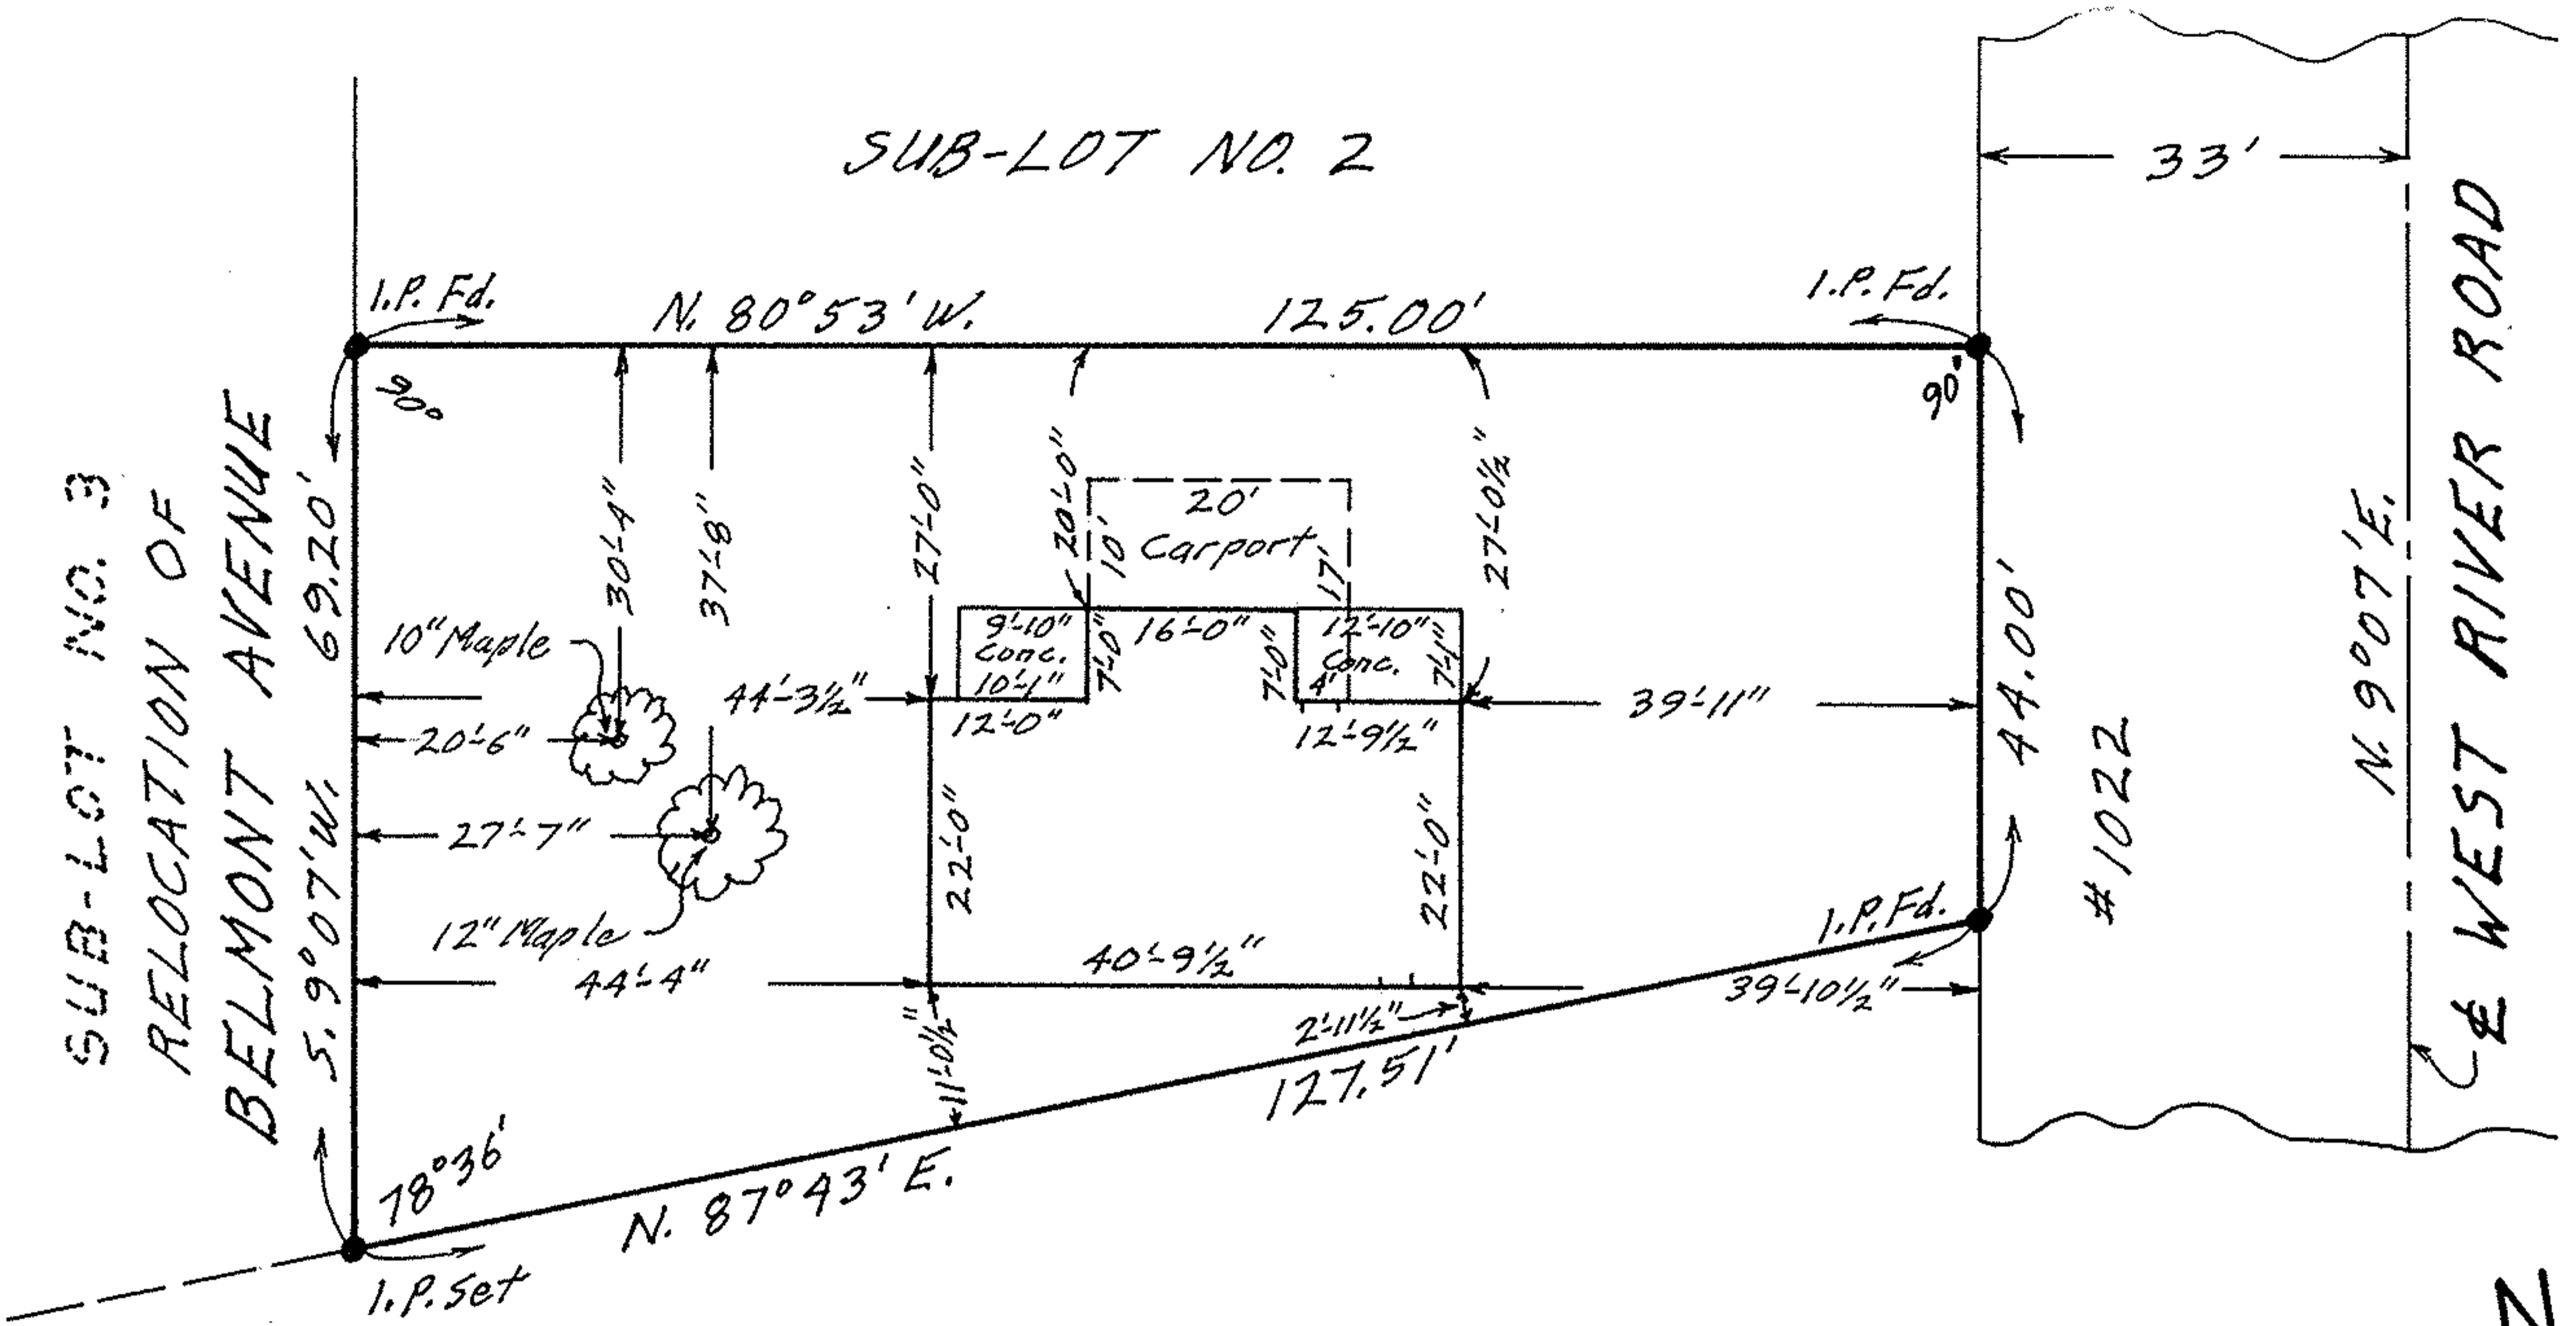 SUB-LOT NO. 2
33'
I.P. Fd.
N. 80°53' W.
125.00'
I.P. Fd.
90°
90°
SUB-LOT NO. 3
RELOCATION OF
BELMONT AVENUE
S. 9°07' W.
69.20'
30'-4"
37'-8"
27'-0"
20'-0"
10'
20'
Carport
17'
27'-0½"
10" Maple
9'-10"
Conc.
10'-1"
7'-0"
16'-0"
7'-0"
12'-10"
Conc.
4"
7'-1"
44'-3½"
12'-0"
12'-9½"
39'-11"
20'-6"
27'-7"
12" Maple
22'-0"
22'-0"
44'-4"
40'-9½"
39'-10½"
11'-0½"
2'-11½"
127.51'
N. 87°43' E.
78°36'
I.P. Set
I.P. Fd.
44.00'
#1022
N. 9°07' E.
℄ WEST RIVER ROAD
N